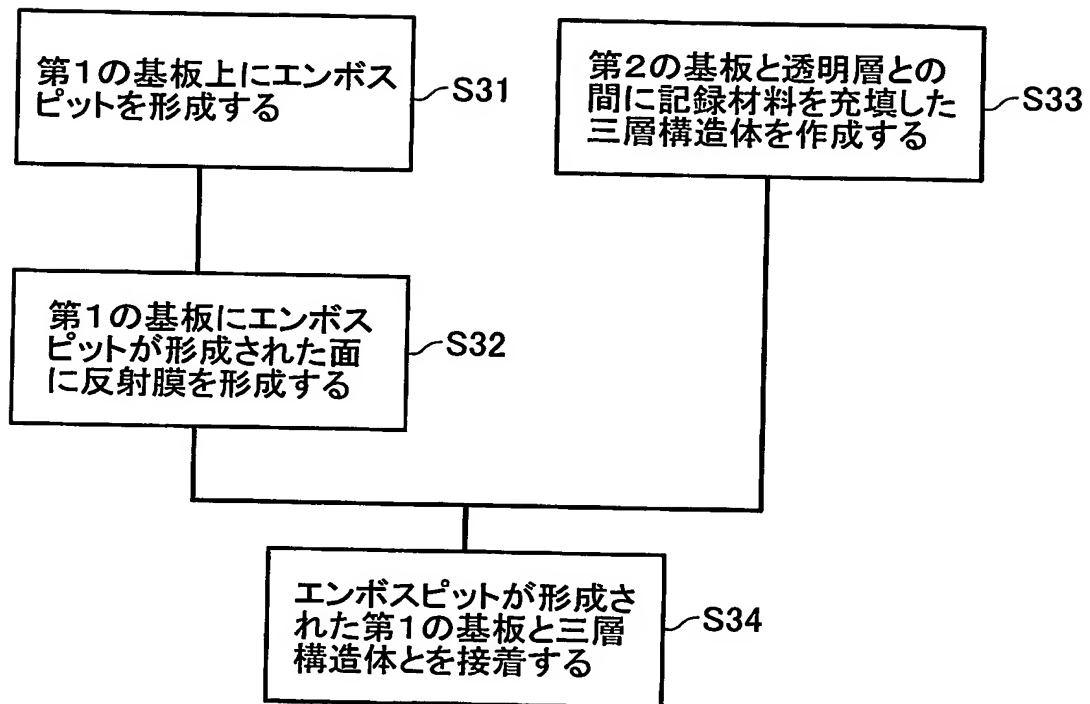 第1の基板上にエンボス
ピットを形成する
S31
第2の基板と透明層との
間に記録材料を充填した
三層構造体を作成する
S33
第1の基板にエンボス
ピットが形成された面
に反射膜を形成する
S32
エンボスピットが形成さ
れた第1の基板と三層
構造体とを接着する
S34